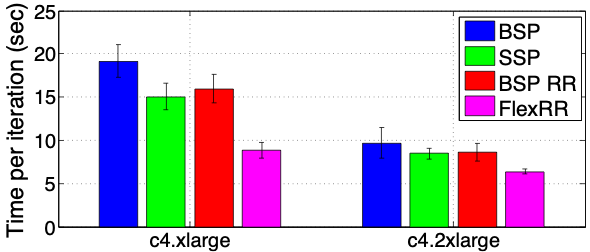 Time per iteration (sec)
25
20
15
10
5
0
BSP
SSP
BSP RR
FlexRR
c4.xlarge
c4.2xlarge